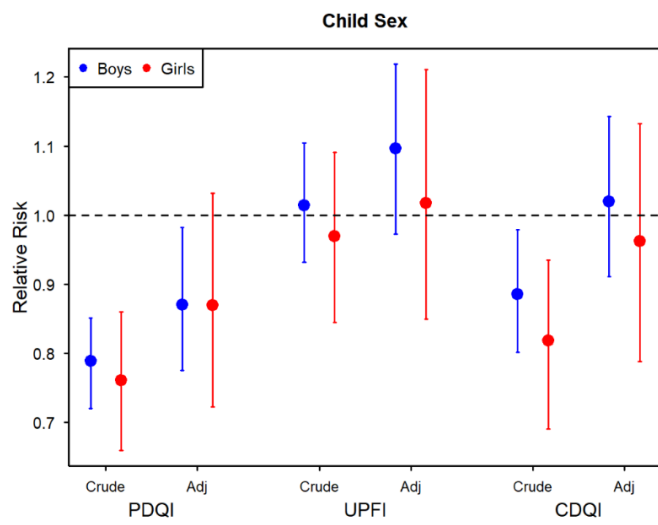 Child Sex
Boys Girls
1.2
1.1
1.0
0.9
0.8
0.7
Relative Risk
Crude Adj Crude Adj Crude Adj
PDQI UPFI CDQI